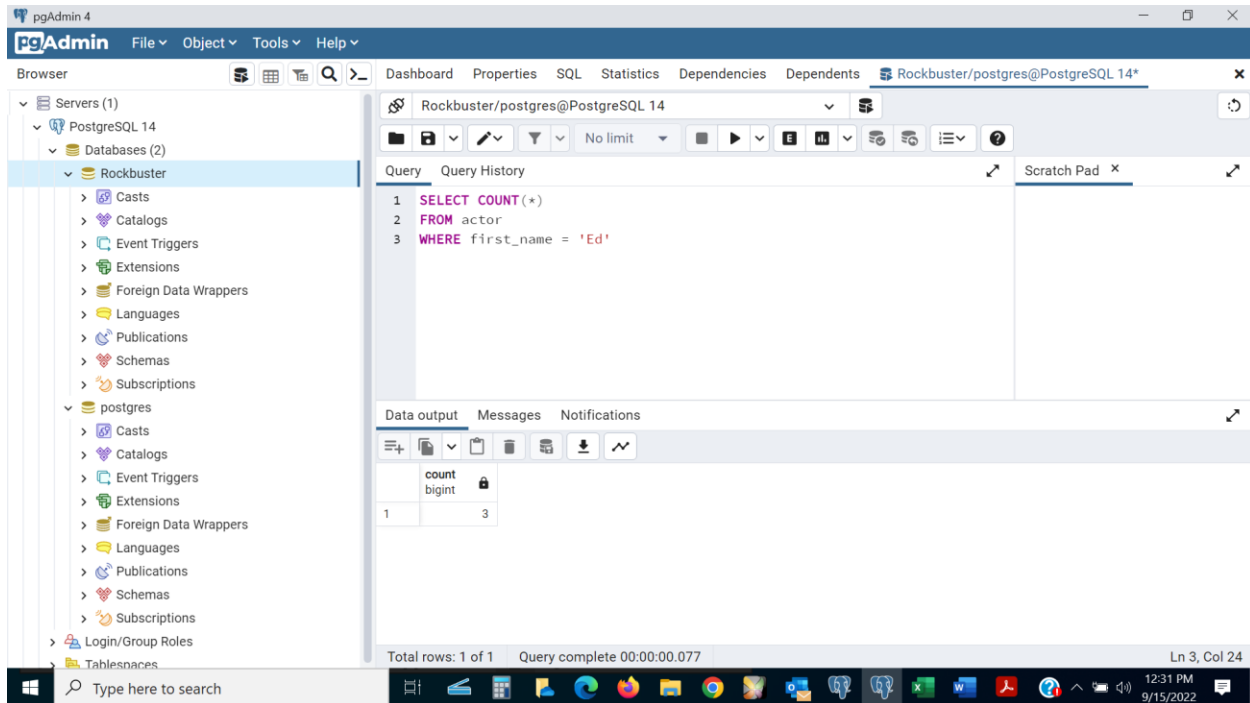 pgAdmin 4
pgAdmin File Object Tools Help
Browser
Dashboard Properties SQL Statistics Dependencies Dependents Rockbuster/postgres@PostgreSQL 14*
Servers (1)
PostgreSQL 14
Databases (2)
Rockbuster
Casts
Catalogs
Event Triggers
Extensions
Foreign Data Wrappers
Languages
Publications
Schemas
Subscriptions
postgres
Casts
Catalogs
Event Triggers
Extensions
Foreign Data Wrappers
Languages
Publications
Schemas
Subscriptions
Login/Group Roles
Tablespaces
Rockbuster/postgres@PostgreSQL 14
No limit
Query Query History
Scratch Pad
1 SELECT COUNT(*)
2 FROM actor
3 WHERE first_name = 'Ed'
Data output Messages Notifications
count
bigint
1 3
Total rows: 1 of 1 Query complete 00:00:00.077 Ln 3, Col 24
Type here to search
12:31 PM
9/15/2022